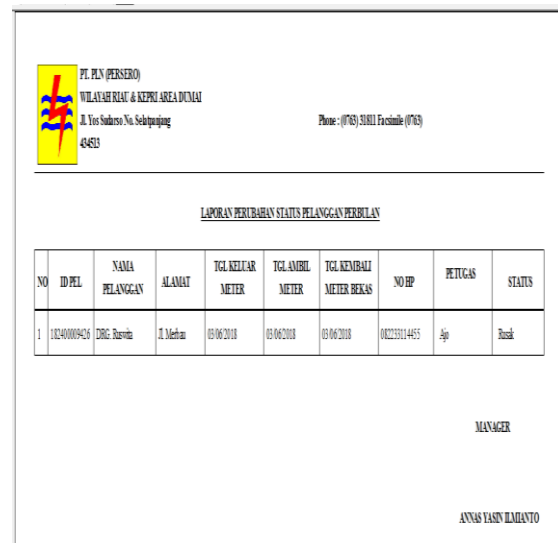 PT. PLN (PERSERO)
WILAYAH RIAU & KEPRI AREA DUMAI
Jl. Yos Sudarso No. Selatpanjang Phone : (0763) 31811 Facsimile (0763)
434513
LAPORAN PERUBAHAN STATUS PELANGGAN PERBULAN
NO ID PEL NAMA PELANGGAN ALAMAT TGL KELUAR METER TGL AMBIL METER TGL KEMBALI METER BEKAS NO HP PETUGAS STATUS
1 182400009426 DRG. Ruswita Jl. Merbau 03/06/2018 03/06/2018 03/06/2018 082233114455 Ajo Rusak
MANAGER
ANNAS YASIN ILMIANTO